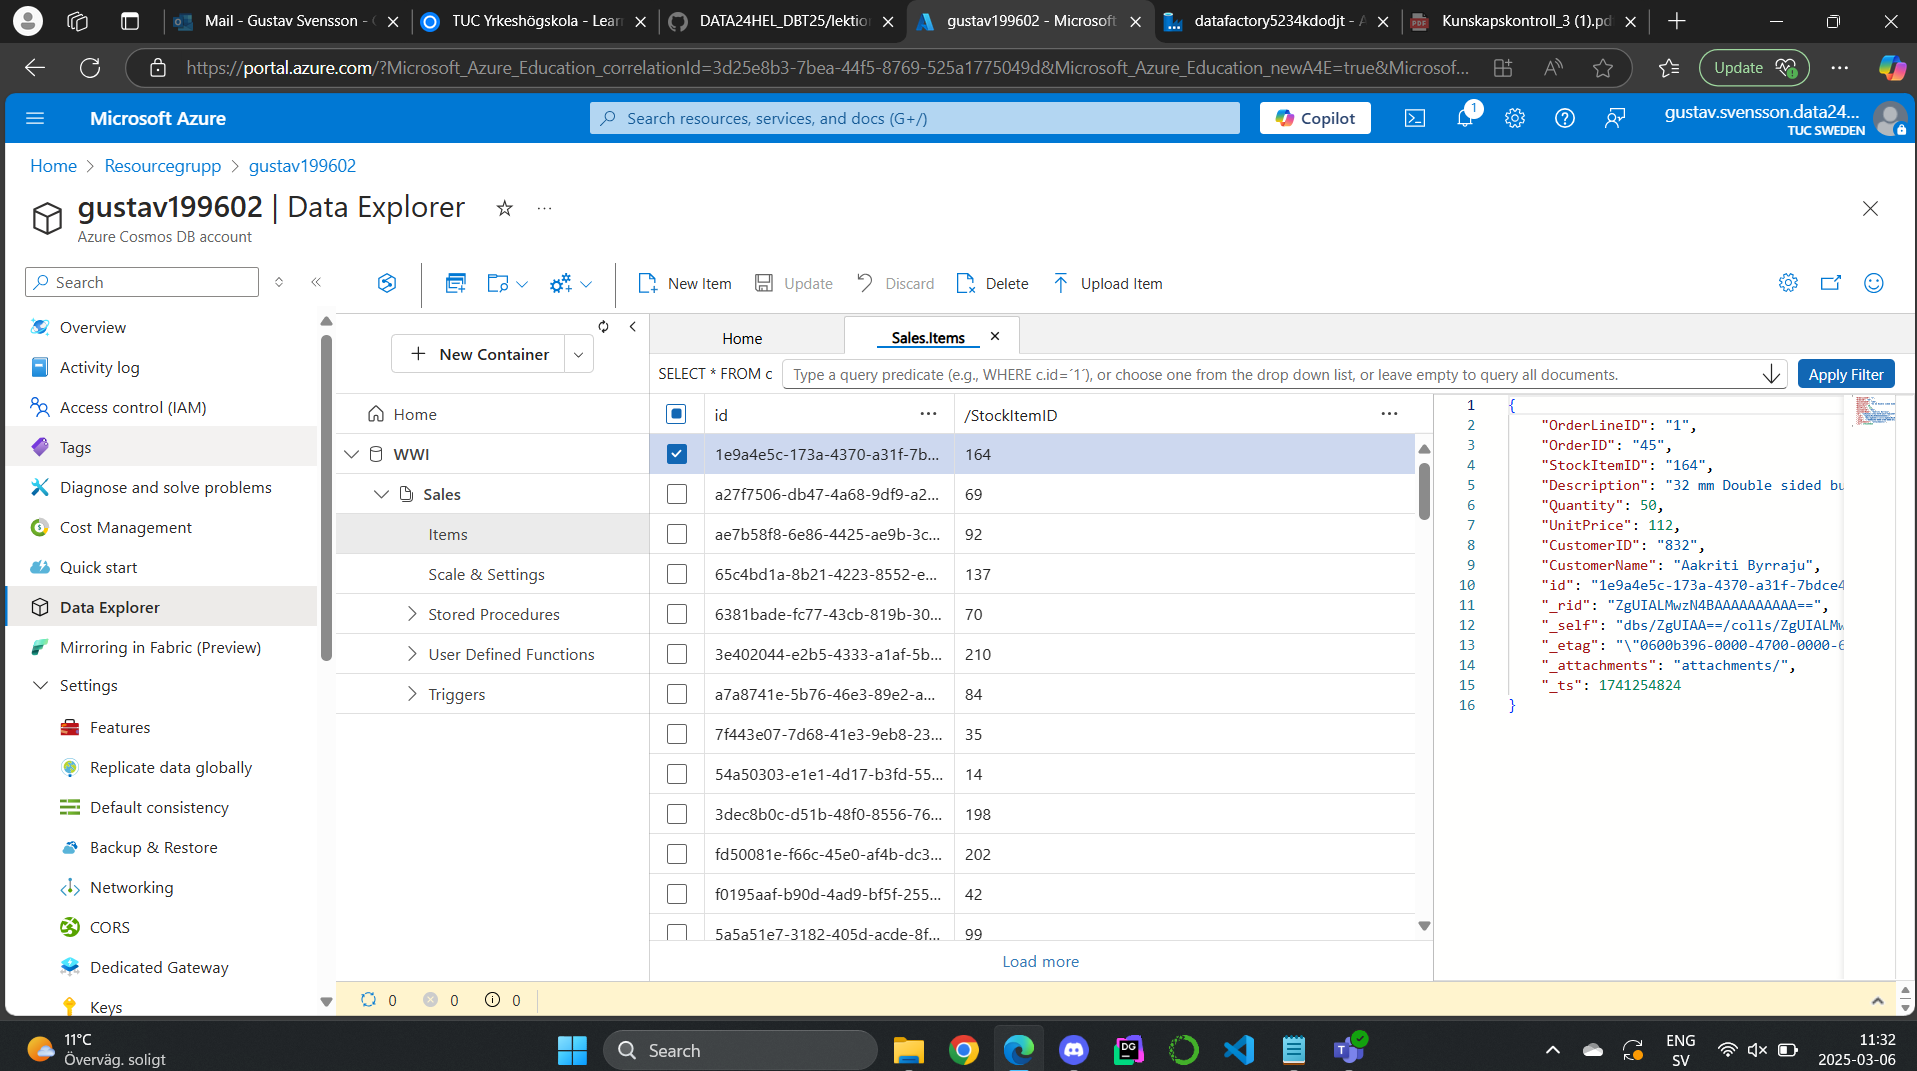 Mail - Gustav Svensson -
TUC Yrkeshögskola - Lear
DATA24HEL_DBT25/lektion
gustav199602 - Microsoft
datafactory5234kdodjt - A
Kunskapskontroll_3 (1).pd
https://portal.azure.com/?Microsoft_Azure_Education_correlationId=3d25e8b3-7bea-44f5-8769-525a1775049d&Microsoft_Azure_Education_newA4E=true&Microsof...
Update
Microsoft Azure
Search resources, services, and docs (G+/)
Copilot
1
gustav.svensson.data24...
TUC SWEDEN
Home > Resourcegrupp > gustav199602
gustav199602 | Data Explorer
Azure Cosmos DB account
Search
New Item
Update
Discard
Delete
Upload Item
Overview
Activity log
Access control (IAM)
Tags
Diagnose and solve problems
Cost Management
Quick start
Data Explorer
Mirroring in Fabric (Preview)
Settings
Features
Replicate data globally
Default consistency
Backup & Restore
Networking
CORS
Dedicated Gateway
Keys
New Container
Home
WWI
Sales
Items
Scale & Settings
Stored Procedures
User Defined Functions
Triggers
Home
Sales.Items
SELECT * FROM c
Type a query predicate (e.g., WHERE c.id=´1´), or choose one from the drop down list, or leave empty to query all documents.
Apply Filter
id ... /StockItemID ...
1e9a4e5c-173a-4370-a31f-7b... 164
a27f7506-db47-4a68-9df9-a2... 69
ae7b58f8-6e86-4425-ae9b-3c... 92
65c4bd1a-8b21-4223-8552-e... 137
6381bade-fc77-43cb-819b-30... 70
3e402044-e2b5-4333-a1af-5b... 210
a7a8741e-5b76-46e3-89e2-a... 84
7f443e07-7d68-41e3-9eb8-23... 35
54a50303-e1e1-4d17-b3fd-55... 14
3dec8b0c-d51b-48f0-8556-76... 198
fd50081e-f66c-45e0-af4b-dc3... 202
f0195aaf-b90d-4ad9-bf5f-255... 42
5a5a51e7-3182-405d-acde-8f... 99
Load more
1 {
2 "OrderLineID": "1",
3 "OrderID": "45",
4 "StockItemID": "164",
5 "Description": "32 mm Double sided bu
6 "Quantity": 50,
7 "UnitPrice": 112,
8 "CustomerID": "832",
9 "CustomerName": "Aakriti Byrraju",
10 "id": "1e9a4e5c-173a-4370-a31f-7bdce4
11 "_rid": "ZgUIALMwzN4BAAAAAAAAAA==",
12 "_self": "dbs/ZgUIAA==/colls/ZgUIALMw
13 "_etag": "\"0600b396-0000-4700-0000-6
14 "_attachments": "attachments/",
15 "_ts": 1741254824
16 }
0 0 0
11°C
Överväg. soligt
Search
DG
ENG
SV
11:32
2025-03-06